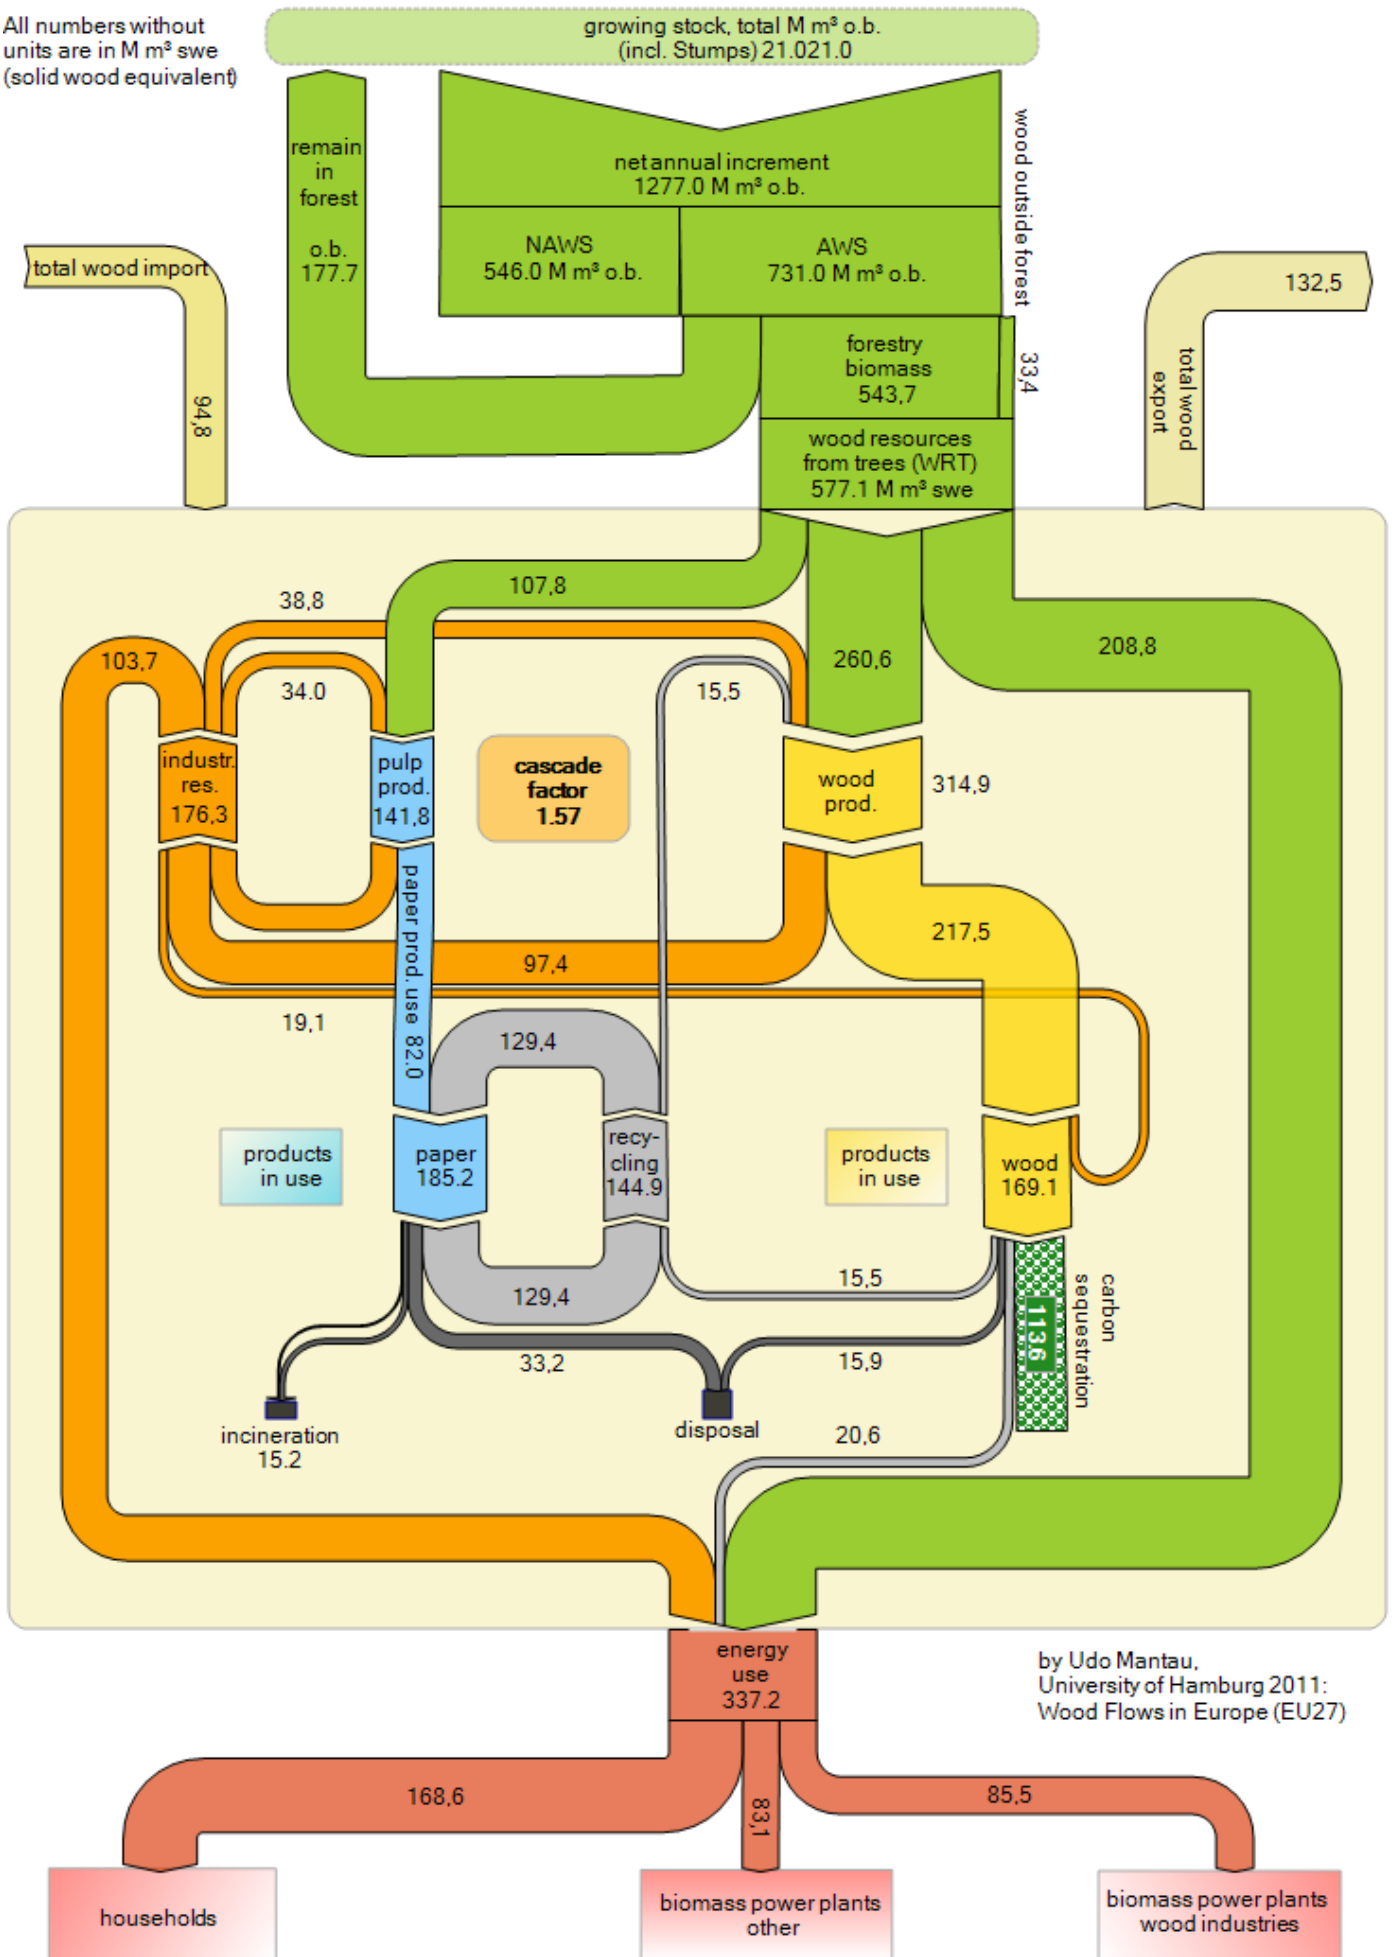 All numbers without
units are in M m³ swe
(solid wood equivalent)
growing stock, total M m³ o.b.
(incl. Stumps) 21.021.0
remain
in
forest
o.b.
177.7
net annual increment
1277.0 M m³ o.b.
wood outside forest
NAWS
546.0 M m³ o.b.
AWS
731.0 M m³ o.b.
total wood import
94,8
132,5
total wood
export
forestry
biomass
543,7
33,4
wood resources
from trees (WRT)
577.1 M m³ swe
107,8
38,8
103,7
34.0
15,5
260,6
208,8
industr.
res.
176,3
pulp
prod.
141,8
cascade
factor
1.57
wood
prod.
314,9
paper prod. use 82.0
217,5
97,4
19,1
129,4
products
in use
paper
185.2
recy-
cling
144.9
products
in use
wood
169.1
129,4
15,5
carbon
sequestration
113.6
33,2
15,9
incineration
15.2
disposal
20,6
energy
use
337.2
by Udo Mantau,
University of Hamburg 2011:
Wood Flows in Europe (EU27)
168,6
83,1
85,5
households
biomass power plants
other
biomass power plants
wood industries